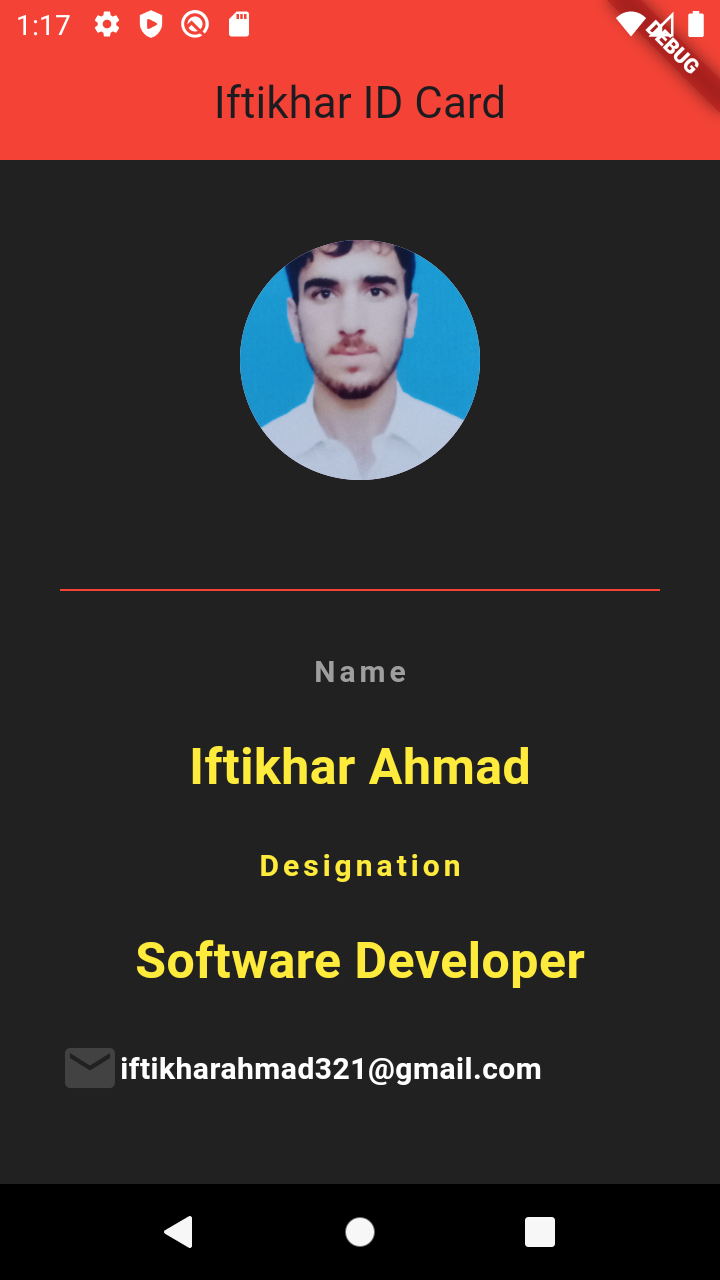 1:17
DEBUG
Iftikhar ID Card
Name
Iftikhar Ahmad
Designation
Software Developer
iftikharahmad321@gmail.com